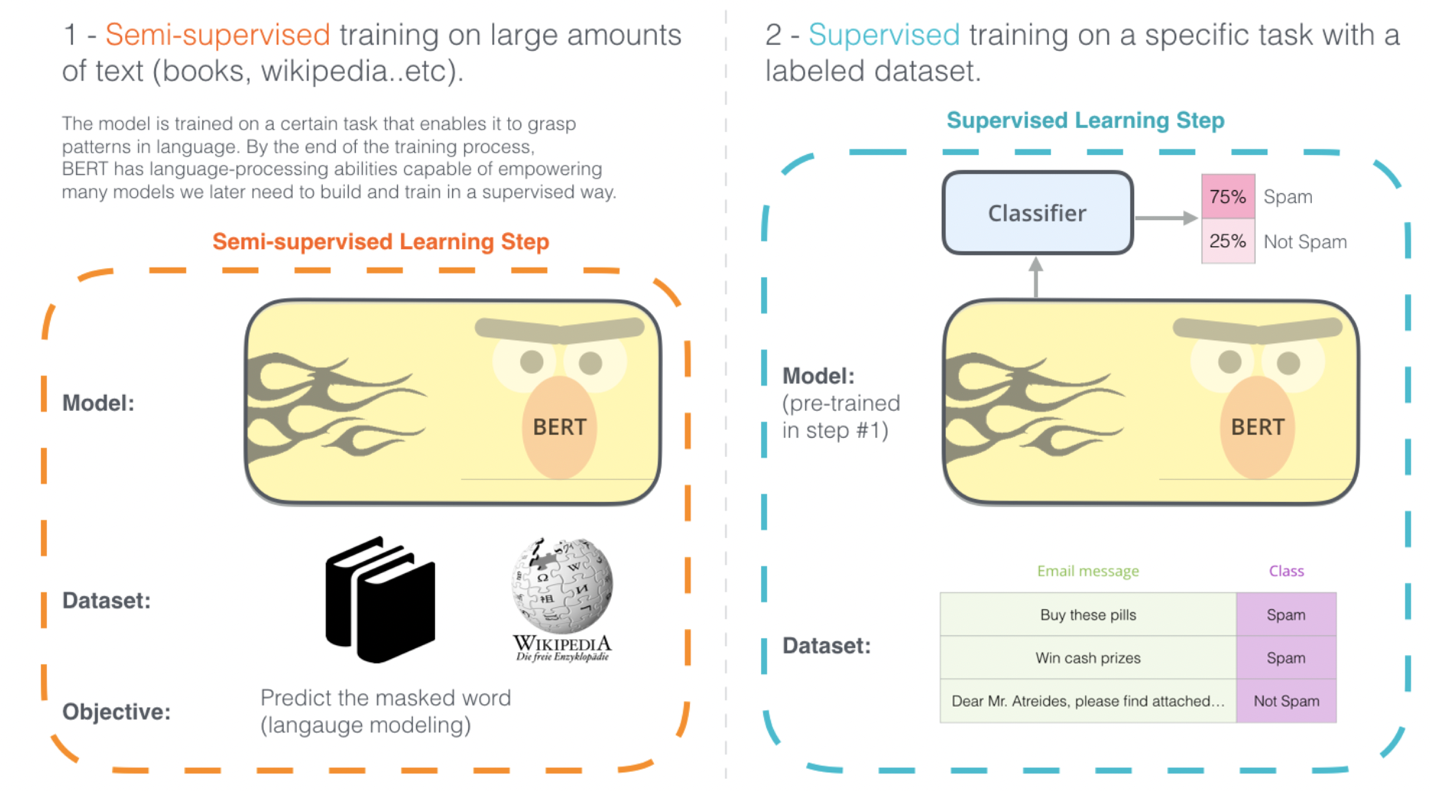 1 - Semi-supervised training on large amounts
of text (books, wikipedia..etc).
The model is trained on a certain task that enables it to grasp
patterns in language. By the end of the training process,
BERT has language-processing abilities capable of empowering
many models we later need to build and train in a supervised way.
Semi-supervised Learning Step
Model:
BERT
Dataset:
WIKIPEDIA
Die freie Enzyklopädie
Objective:
Predict the masked word
(langauge modeling)
2 - Supervised training on a specific task with a
labeled dataset.
Supervised Learning Step
Classifier
75% Spam
25% Not Spam
Model:
(pre-trained
in step #1)
BERT
Email message Class
Dataset:
Buy these pills Spam
Win cash prizes Spam
Dear Mr. Atreides, please find attached... Not Spam